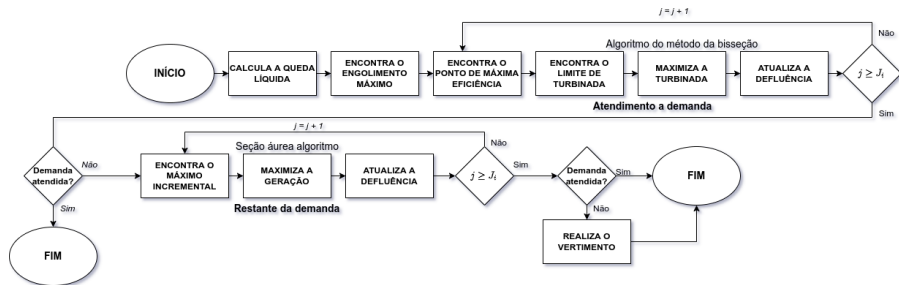 j = j + 1
Não
Algoritmo do método da bisseção
INÍCIO
CALCULA A QUEDA
LÍQUIDA
ENCONTRA O
ENGOLIMENTO
MÁXIMO
ENCONTRA O
PONTO DE MÁXIMA
EFICIÊNCIA
ENCONTRA O
LIMITE DE
TURBINADA
MAXIMIZA A
TURBINADA
ATUALIZA A
DEFLUÊNCIA
j ≥ Jₜ
Atendimento a demanda
Sim
j = j + 1
Não
Seção áurea algoritmo
Demanda
atendida?
Não
ENCONTRA O
MÁXIMO
INCREMENTAL
MAXIMIZA A
GERAÇÃO
ATUALIZA A
DEFLUÊNCIA
j ≥ Jₜ
Sim
Demanda
atendida?
Sim
FIM
Restante da demanda
Sim
Não
FIM
REALIZA O
VERTIMENTO